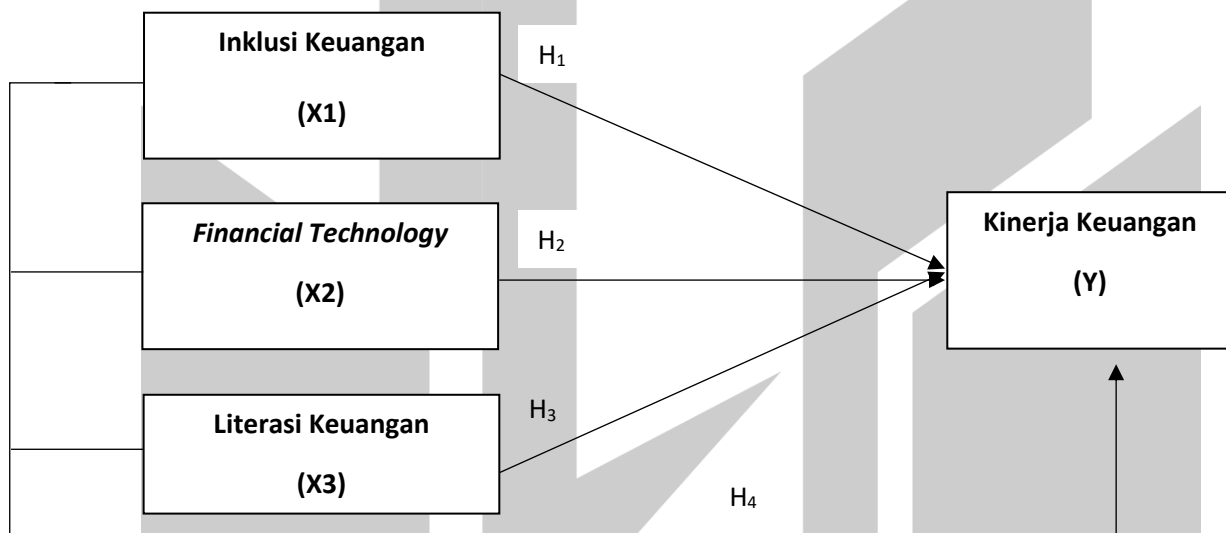 Inklusi Keuangan
(X1)
H₁
Financial Technology
(X2)
H₂
Kinerja Keuangan
(Y)
Literasi Keuangan
(X3)
H₃
H₄